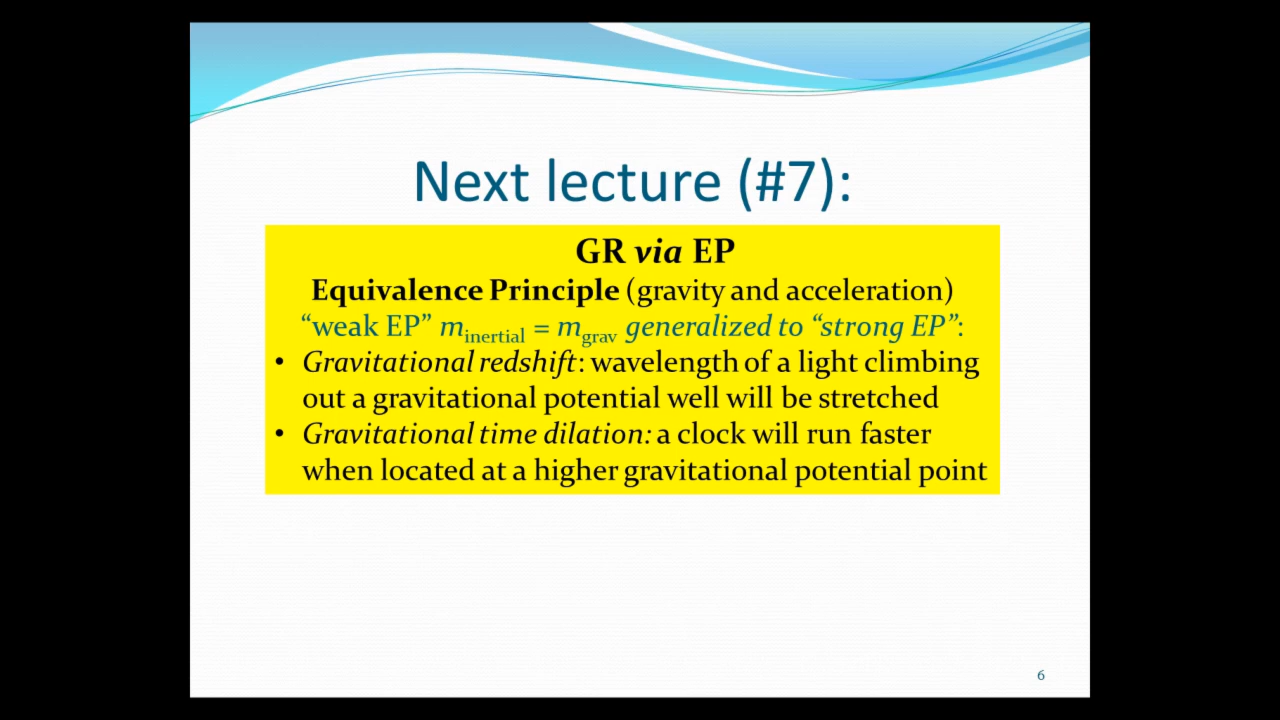 Next lecture (#7):
GR via EP
Equivalence Principle (gravity and acceleration)
“weak EP” minertial = mgrav generalized to “strong EP”:
• Gravitational redshift: wavelength of a light climbing
out a gravitational potential well will be stretched
• Gravitational time dilation: a clock will run faster
when located at a higher gravitational potential point
6